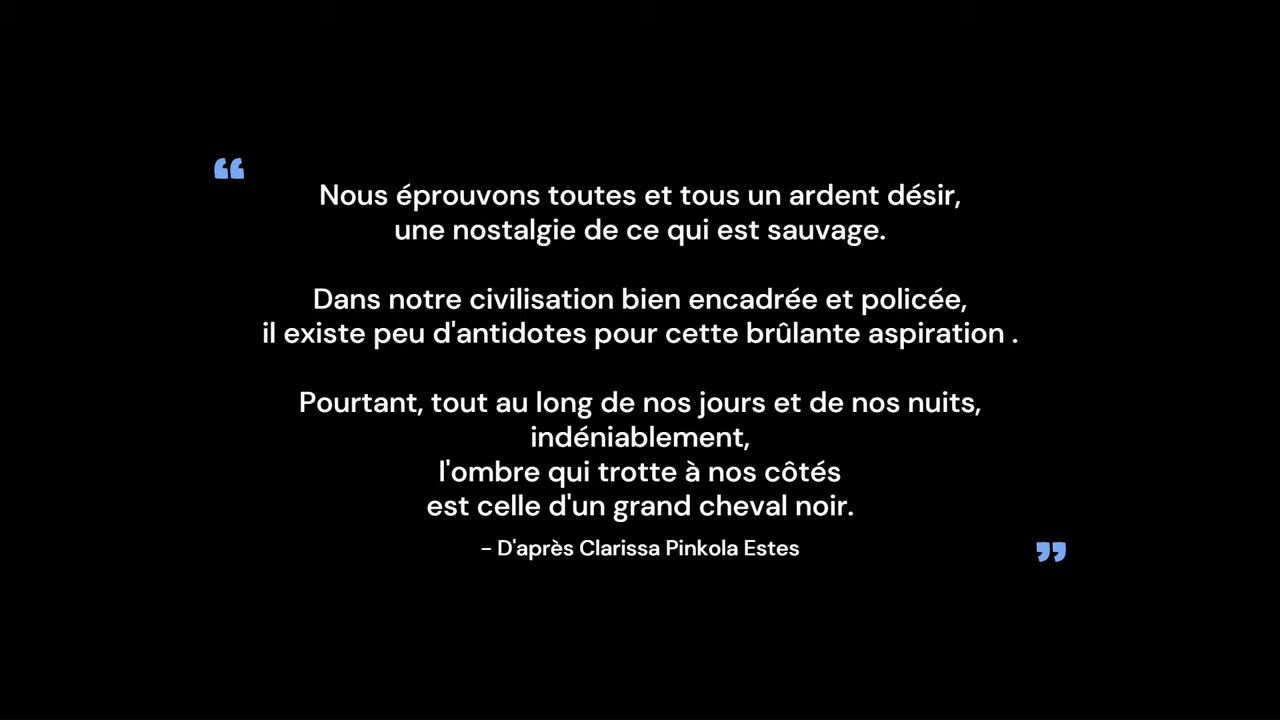 “
Nous éprouvons toutes et tous un ardent désir,
une nostalgie de ce qui est sauvage.
Dans notre civilisation bien encadrée et policée,
il existe peu d'antidotes pour cette brûlante aspiration .
Pourtant, tout au long de nos jours et de nos nuits,
indéniablement,
l'ombre qui trotte à nos côtés
est celle d'un grand cheval noir.
– D'après Clarissa Pinkola Estes
”